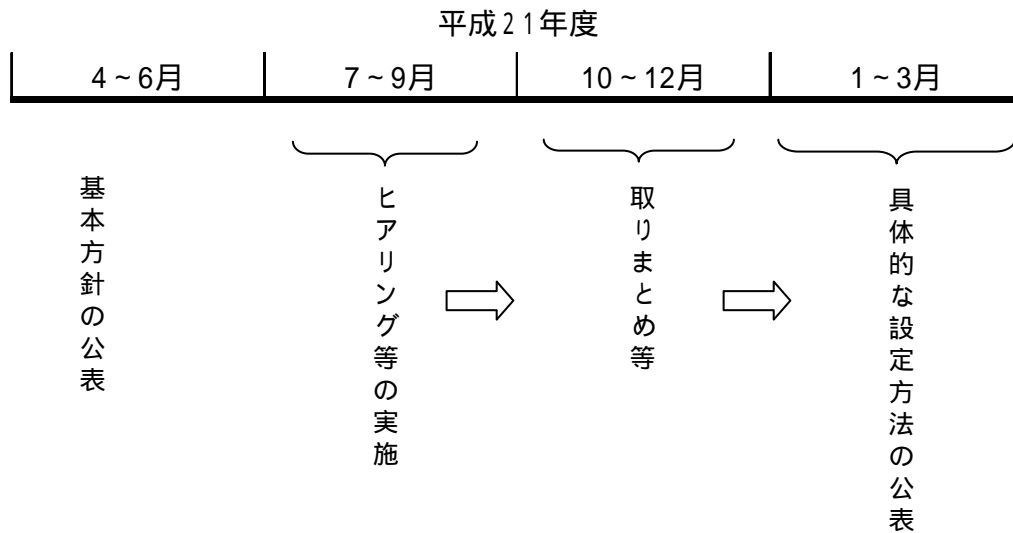 平成21年度
4～6月
7～9月
10～12月
1～3月
基本方針の公表
ヒアリング等の実施
取りまとめ等
具体的な設定方法の公表